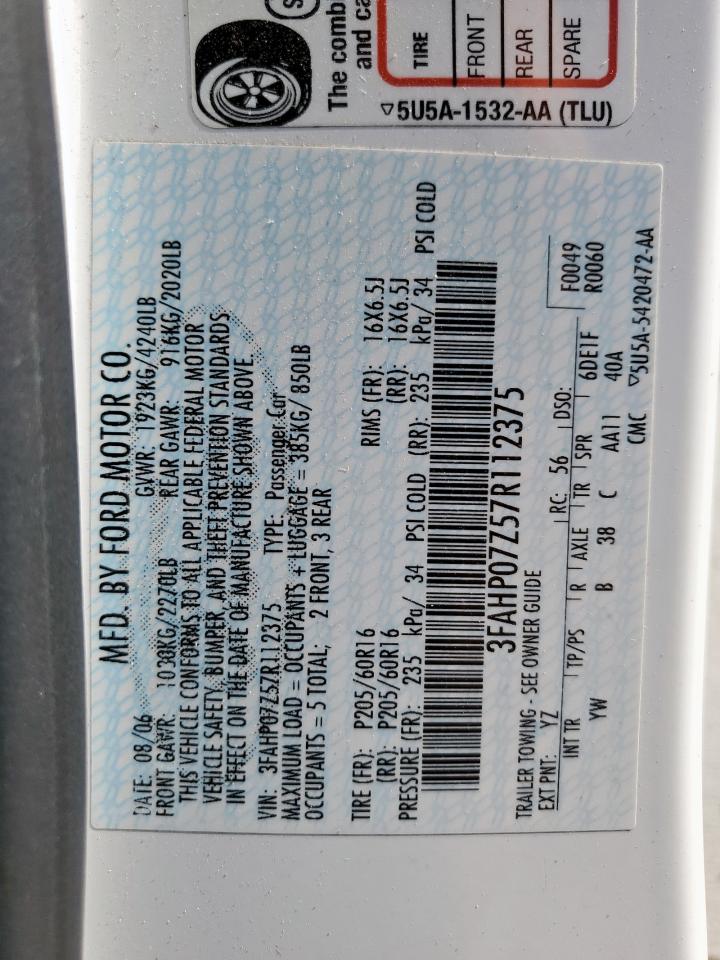 The combi
and ca
TIRE
FRONT
REAR
SPARE
5U5A-1532-AA (TLU)
MFD. BY FORD MOTOR CO.
DATE: 08/06 GVWR: 1923KG/4240LB
FRONT GAWR: 1030KG/2270LB REAR GAWR: 916KG/2020LB
THIS VEHICLE CONFORMS TO ALL APPLICABLE FEDERAL MOTOR
VEHICLE SAFETY, BUMPER, AND THEFT PREVENTION STANDARDS
IN EFFECT ON THE DATE OF MANUFACTURE SHOWN ABOVE.
VIN: 3FAHP07Z57R112375 TYPE: Passenger Car
MAXIMUM LOAD = OCCUPANTS + LUGGAGE = 385KG/ 850LB
OCCUPANTS = 5 TOTAL; 2 FRONT, 3 REAR
TIRE (FR): P205/60R16 RIMS (FR): 16X6.5J
(RR): P205/60R16 (RR): 16X6.5J
PRESSURE (FR): 235 kPa/ 34 PSI COLD (RR): 235 kPa/ 34 PSI COLD
3FAHP07Z57R112375
TRAILER TOWING - SEE OWNER GUIDE F0049
EXT PNT: YZ RC: 56 DSO: R0060
INT TR TP/PS R AXLE TR SPR 6DE1F
YW B 38 C AA11 40A
CMC 5U5A-5420472-AA